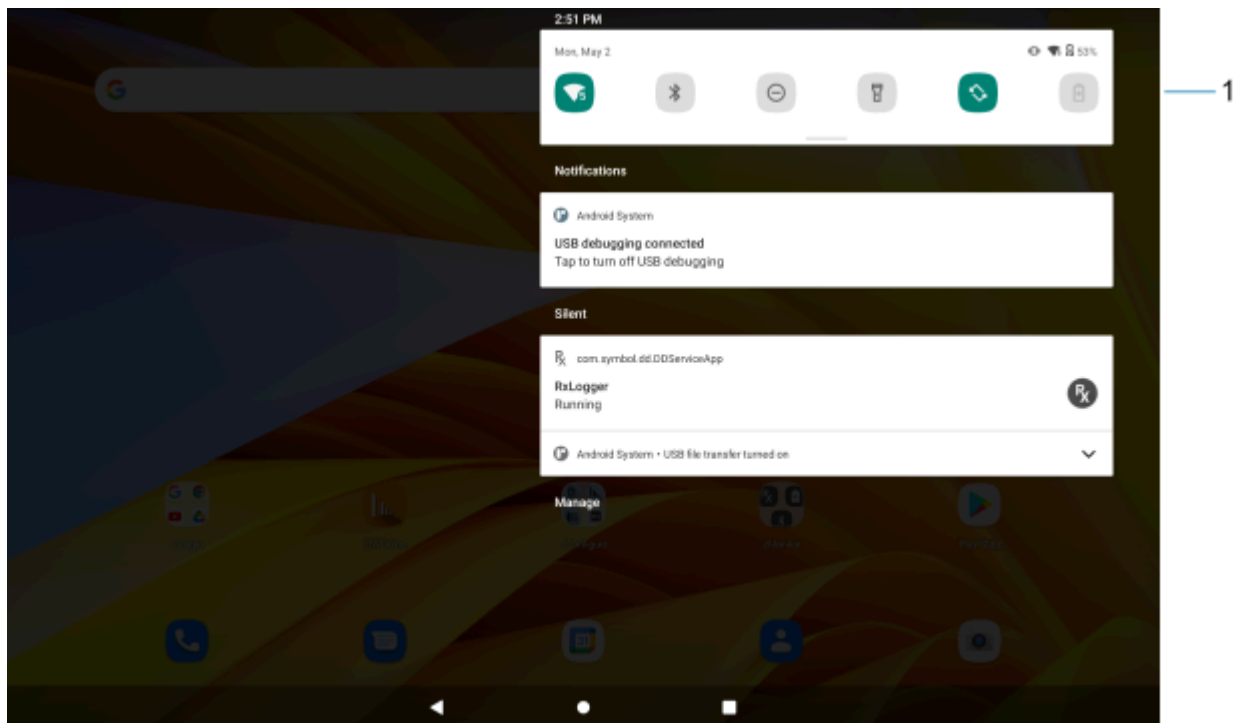 2:51 PM
Mon, May 2
53%
5
1
Notifications
Android System
USB debugging connected
Tap to turn off USB debugging
Silent
com.symbol.dd.DDServiceApp
RxLogger
Running
Android System • USB file transfer turned on
Manage